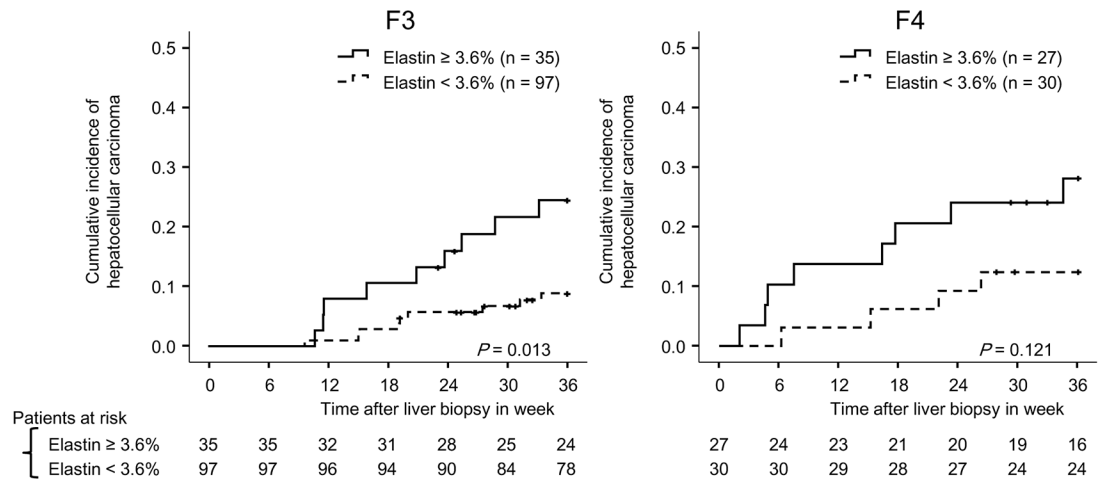 F3
Elastin ≥ 3.6% (n = 35)
Elastin < 3.6% (n = 97)
Cumulative incidence of
hepatocellular carcinoma
0.5
0.4
0.3
0.2
0.1
0.0
P = 0.013
0 6 12 18 24 30 36
Time after liver biopsy in week
F4
Elastin ≥ 3.6% (n = 27)
Elastin < 3.6% (n = 30)
Cumulative incidence of
hepatocellular carcinoma
0.5
0.4
0.3
0.2
0.1
0.0
P = 0.121
0 6 12 18 24 30 36
Time after liver biopsy in week
Patients at risk
Elastin ≥ 3.6% 35 35 32 31 28 25 24 27 24 23 21 20 19 16
Elastin < 3.6% 97 97 96 94 90 84 78 30 30 29 28 27 24 24